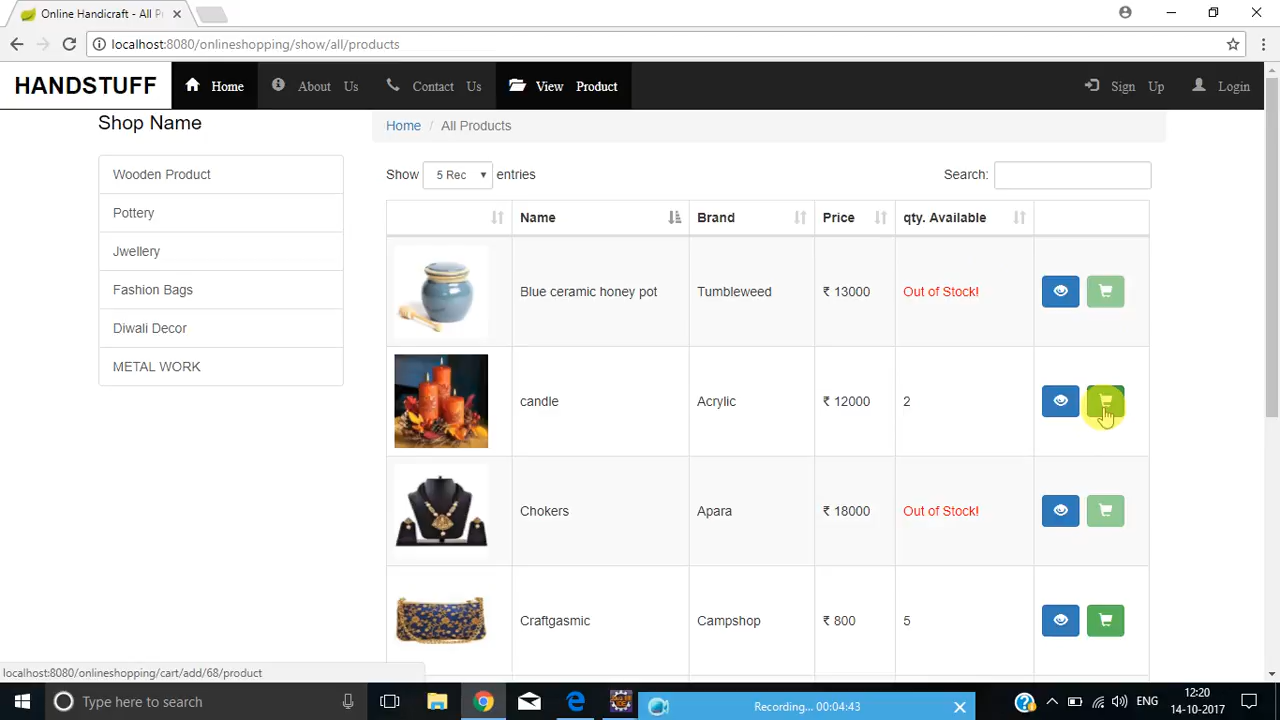 Online Handicraft - All P
localhost:8080/onlineshopping/show/all/products
HANDSTUFF Home About Us Contact Us View Product Sign Up Login
Shop Name
Home / All Products
Wooden Product
Pottery
Jwellery
Fashion Bags
Diwali Decor
METAL WORK
Show 5 Rec entries Search:
Name Brand Price qty. Available
Blue ceramic honey pot Tumbleweed ₹ 13000 Out of Stock!
candle Acrylic ₹ 12000 2
Chokers Apara ₹ 18000 Out of Stock!
Craftgasmic Campshop ₹ 800 5
localhost:8080/onlineshopping/cart/add/68/product
Type here to search
Recording... 00:04:43
ENG
12:20
14-10-2017